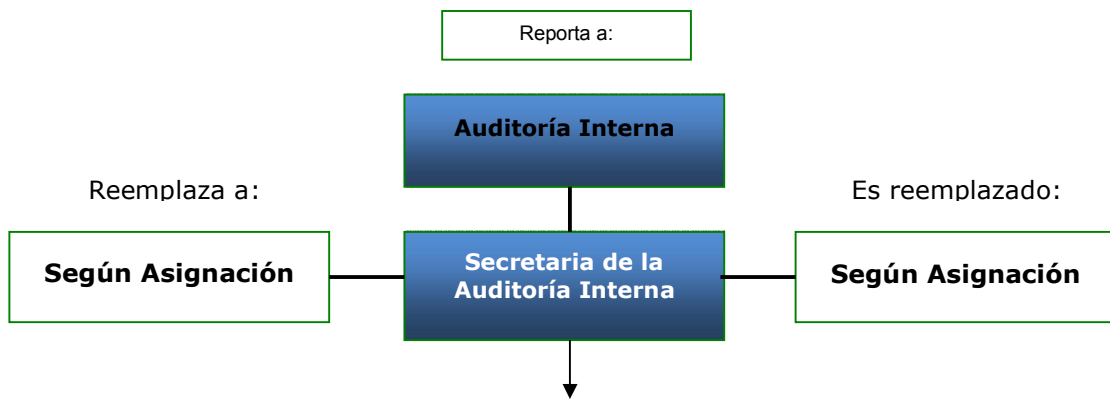 Reporta a:
Auditoría Interna
Reemplaza a:
Es reemplazado:
Según Asignación
Secretaria de la
Auditoría Interna
Según Asignación